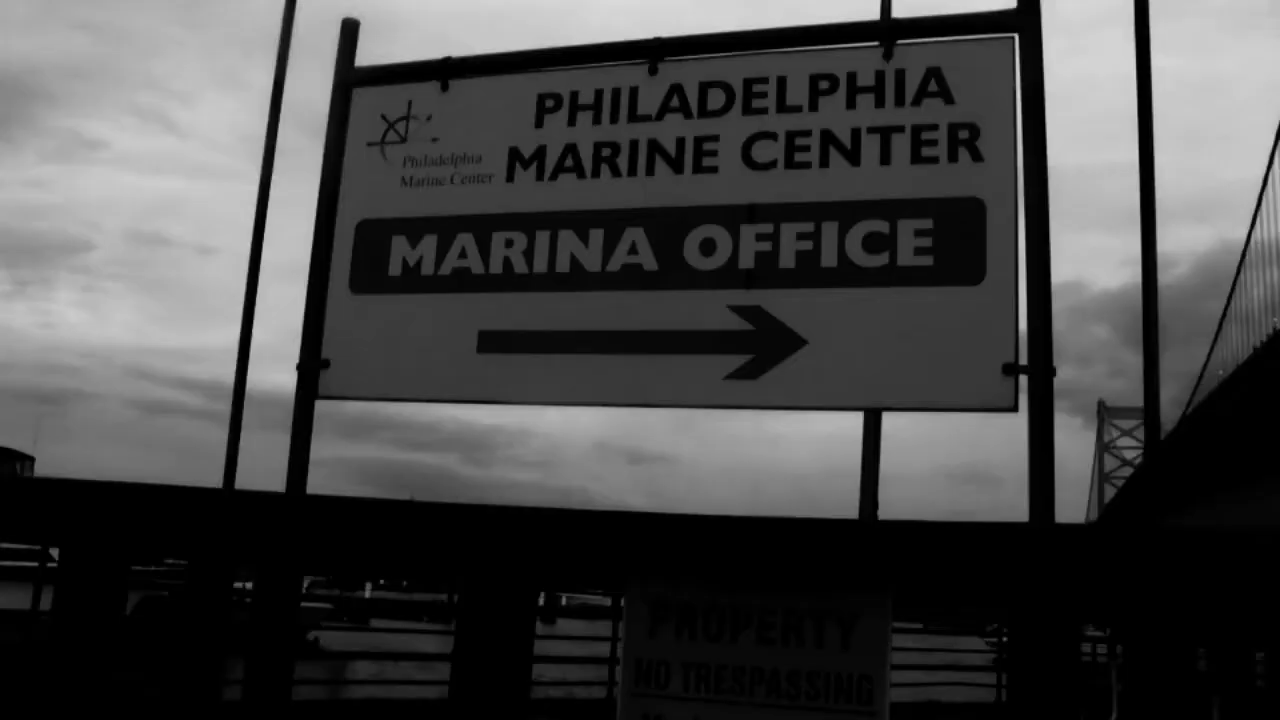 PHILADELPHIA
MARINE CENTER
Philadelphia
Marine Center
MARINA OFFICE
PROPERTY
NO TRESPASSING